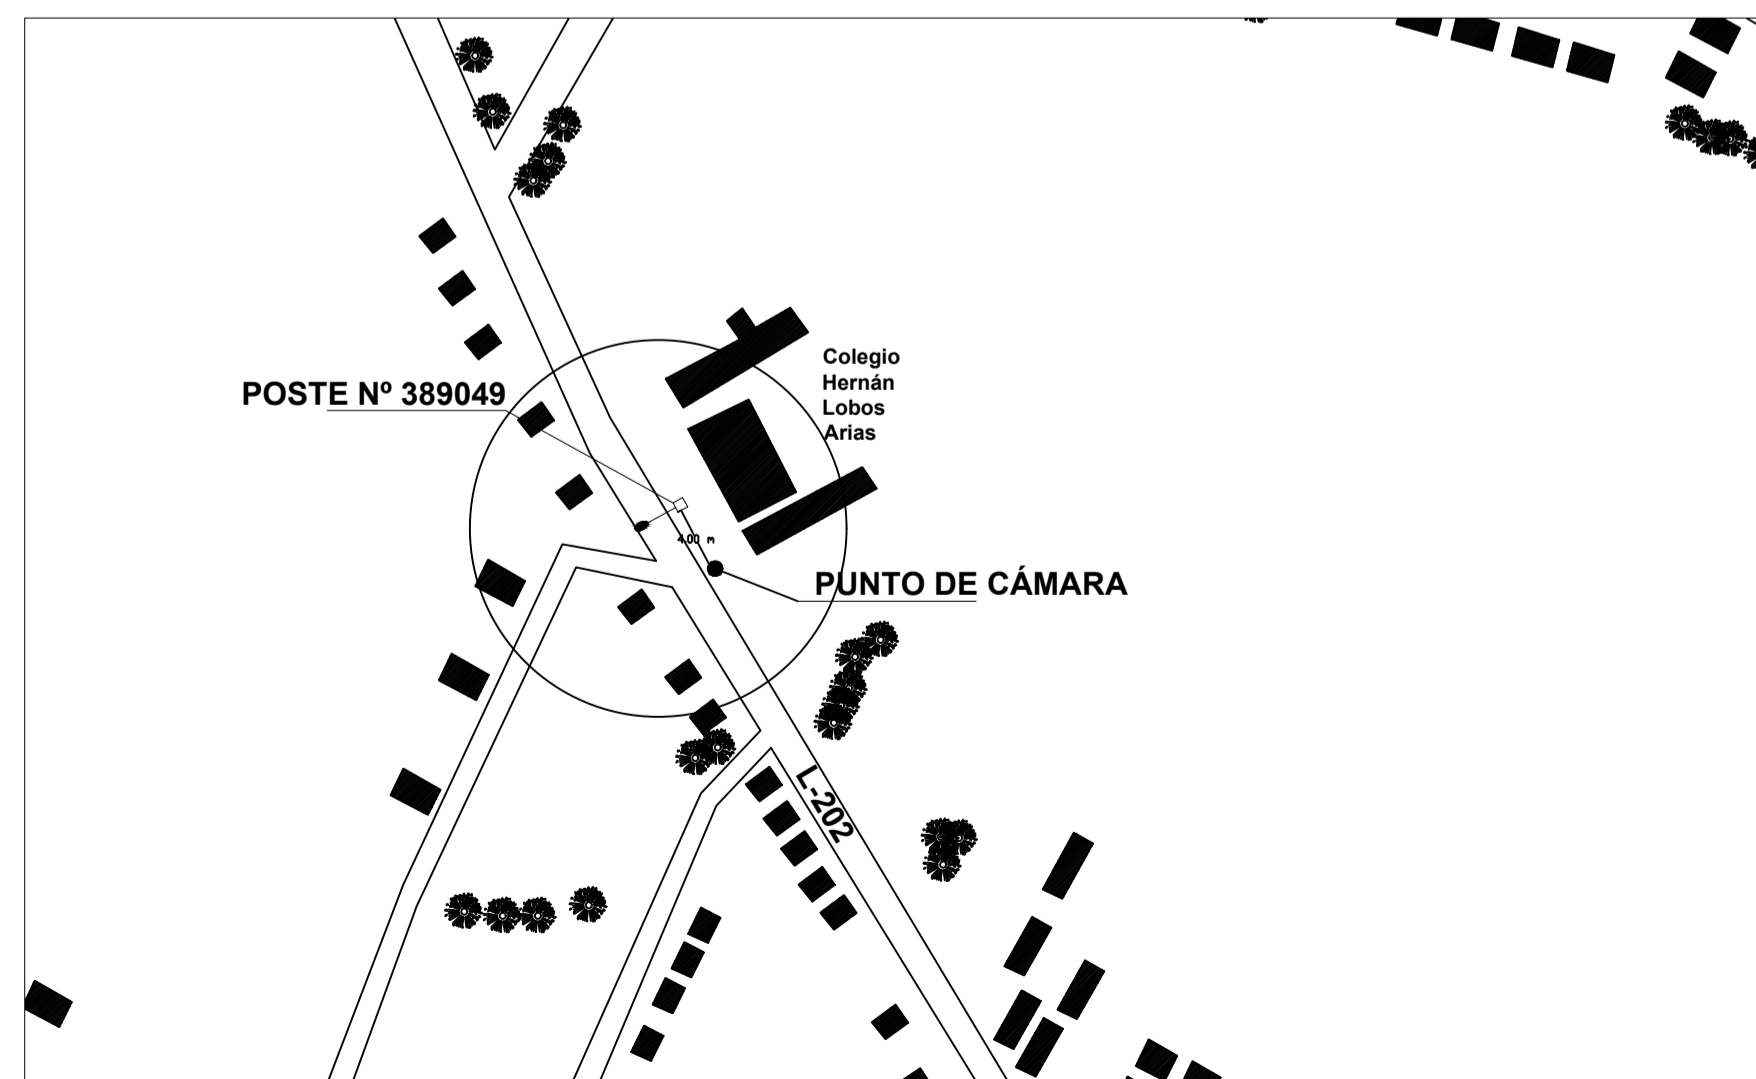 Colegio
Hernán
Lobos
Arias
POSTE Nº 389049
4.00 m
PUNTO DE CÁMARA
L-202